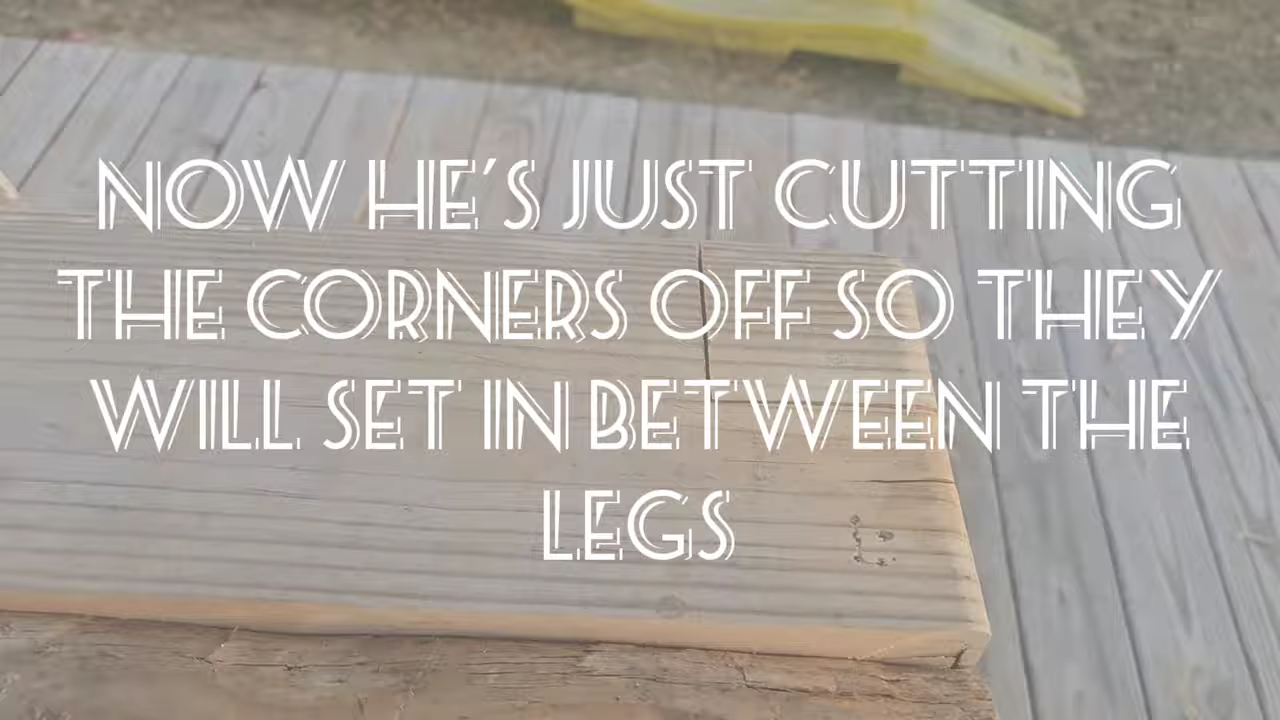 NOW HE'S JUST CUTTING
THE CORNERS OFF SO THEY
WILL SET IN BETWEEN THE
LEGS